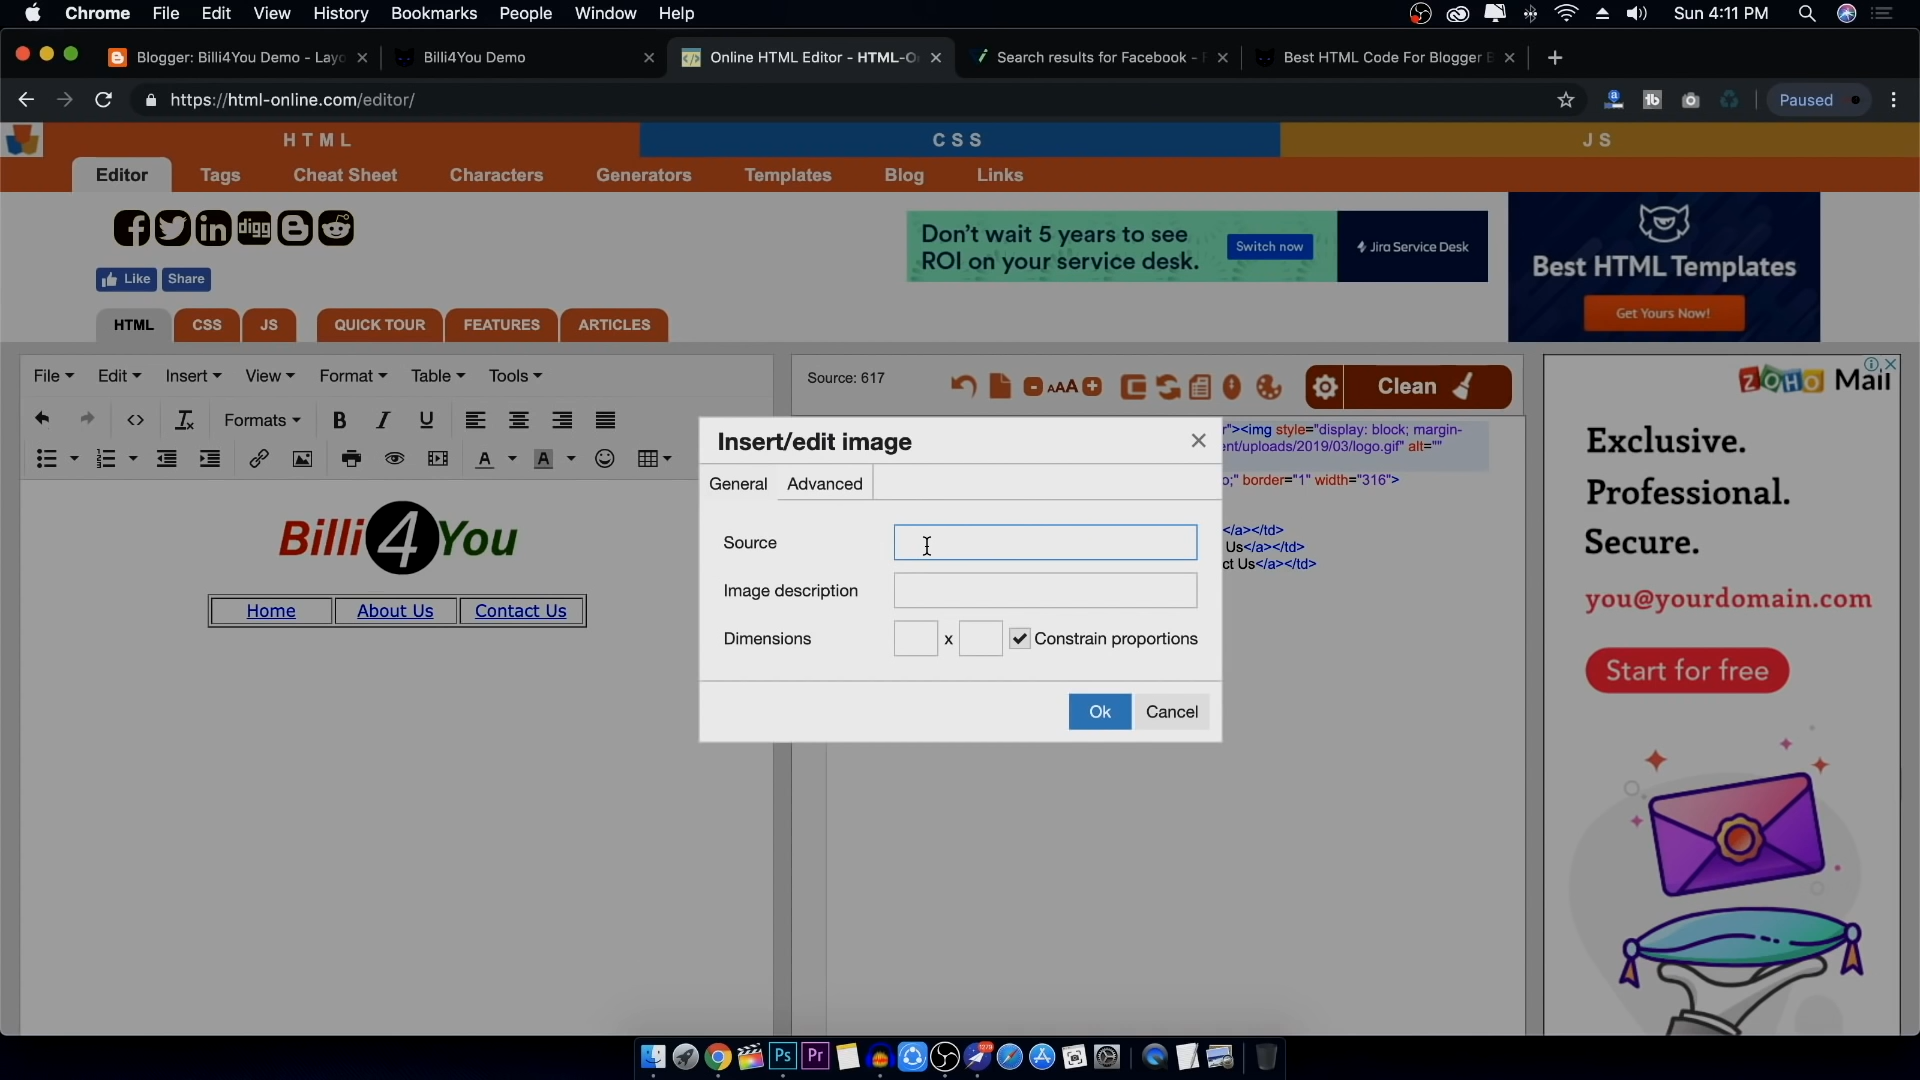 Chrome File Edit View History Bookmarks People Window Help Sun 4:11 PM
Blogger: Billi4You Demo - Layo Billi4You Demo Online HTML Editor - HTML-O Search results for Facebook - Best HTML Code For Blogger
https://html-online.com/editor/ Paused
HTML CSS JS
Editor Tags Cheat Sheet Characters Generators Templates Blog Links
digg
Don't wait 5 years to see
ROI on your service desk.
Switch now
Jira Service Desk
Best HTML Templates
Get Yours Now!
Like Share
HTML CSS JS QUICK TOUR FEATURES ARTICLES
File Edit Insert View Format Table Tools
Source: 617
AAA
Clean
Formats B I U
A A
Billi4You
Home About Us Contact Us
r"><img style="display: block; margin-
ent/uploads/2019/03/logo.gif" alt=""
o;" border="1" width="316">
</a></td>
Us</a></td>
ct Us</a></td>
Insert/edit image
General Advanced
Source
Image description
Dimensions x Constrain proportions
Ok Cancel
ZOHO Mail
Exclusive.
Professional.
Secure.
you@yourdomain.com
Start for free
Ps Pr